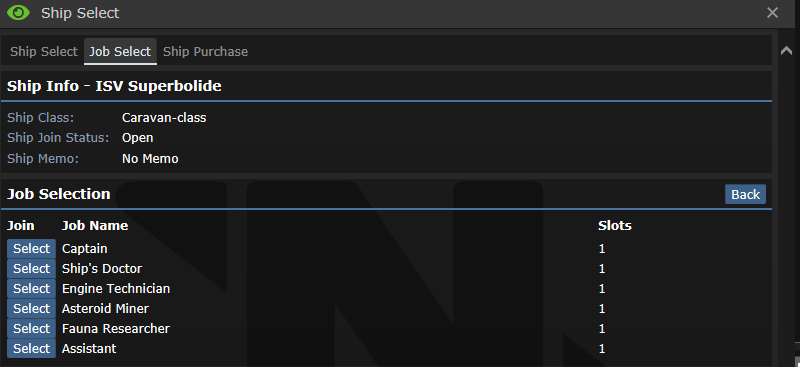 Ship Select
Ship Select Job Select Ship Purchase
Ship Info - ISV Superbolide
Ship Class: Caravan-class
Ship Join Status: Open
Ship Memo: No Memo
Job Selection Back
Join Job Name Slots
Select Captain 1
Select Ship's Doctor 1
Select Engine Technician 1
Select Asteroid Miner 1
Select Fauna Researcher 1
Select Assistant 1